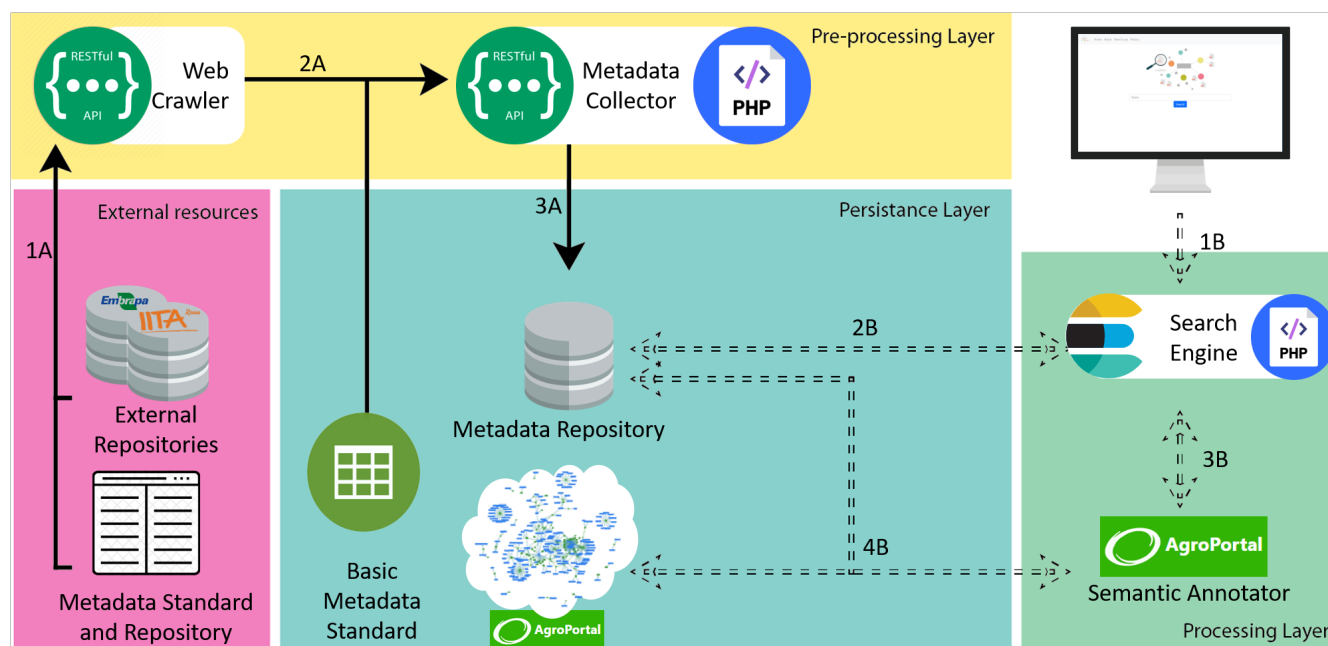 RESTful
API
Web
Crawler
2A
RESTful
API
Metadata
Collector
</>
PHP
Pre-processing Layer
External resources
1A
Embrapa
IITA
External
Repositories
Metadata Standard
and Repository
Persistance Layer
3A
Metadata Repository
Basic
Metadata
Standard
AgroPortal
2B
4B
1B
Search
Engine
</>
PHP
3B
AgroPortal
Semantic Annotator
Processing Layer